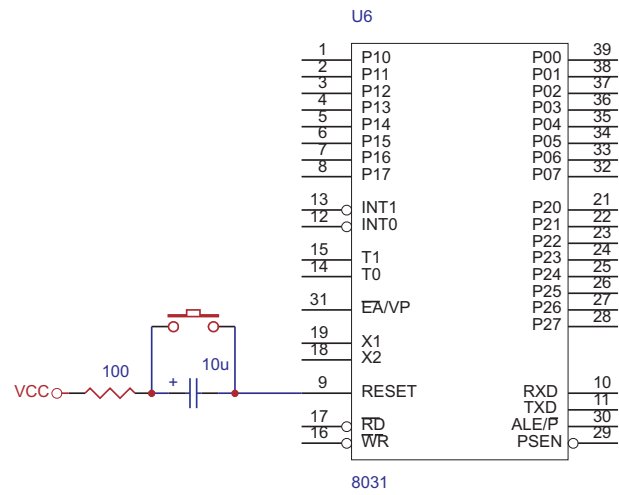 U6
1 P10 P00 39
2 P11 P01 38
3 P12 P02 37
4 P13 P03 36
5 P14 P04 35
6 P15 P05 34
7 P16 P06 33
8 P17 P07 32
13 INT1 P20 21
12 INT0 P21 22
P22 23
15 T1 P23 24
14 T0 P24 25
P25 26
31 EA/VP P26 27
P27 28
19 X1
18 X2
100 + 10u
VCC 9 RESET RXD 10
TXD 11
17 RD ALE/P 30
16 WR PSEN 29
8031